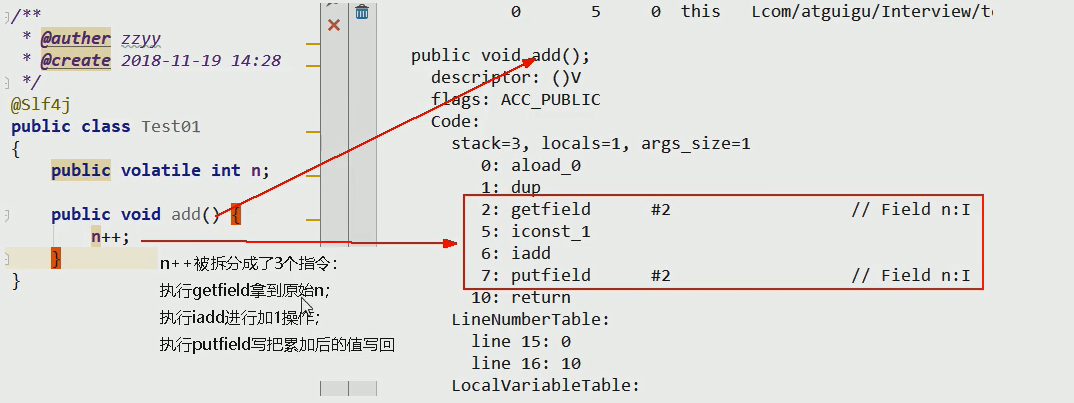 /**
* @auther zzyy
* @create 2018-11-19 14:28
*/
@Slf4j
public class Test01
{
public volatile int n;
public void add() {
n++;
}
}
n++被拆分成了3个指令：
执行getfield拿到原始n；
执行iadd进行加1操作；
执行putfield写把累加后的值写回
0 5 0 this Lcom/atguigu/Interview/
public void add();
descriptor: ()V
flags: ACC_PUBLIC
Code:
stack=3, locals=1, args_size=1
0: aload_0
1: dup
2: getfield #2 // Field n:I
5: iconst_1
6: iadd
7: putfield #2 // Field n:I
10: return
LineNumberTable:
line 15: 0
line 16: 10
LocalVariableTable: